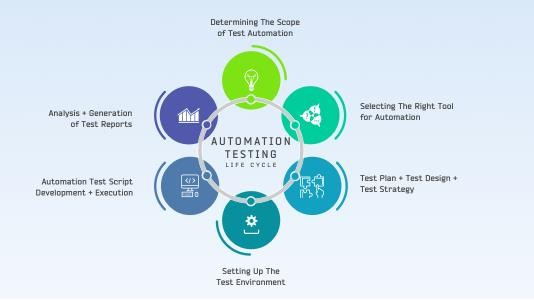 Determining The Scope
of Test Automation
Selecting The Right Tool
for Automation
Test Plan + Test Design +
Test Strategy
Setting Up The
Test Environment
Automation Test Script
Development + Execution
Analysis + Generation
of Test Reports
AUTOMATION
TESTING
LIFE CYCLE